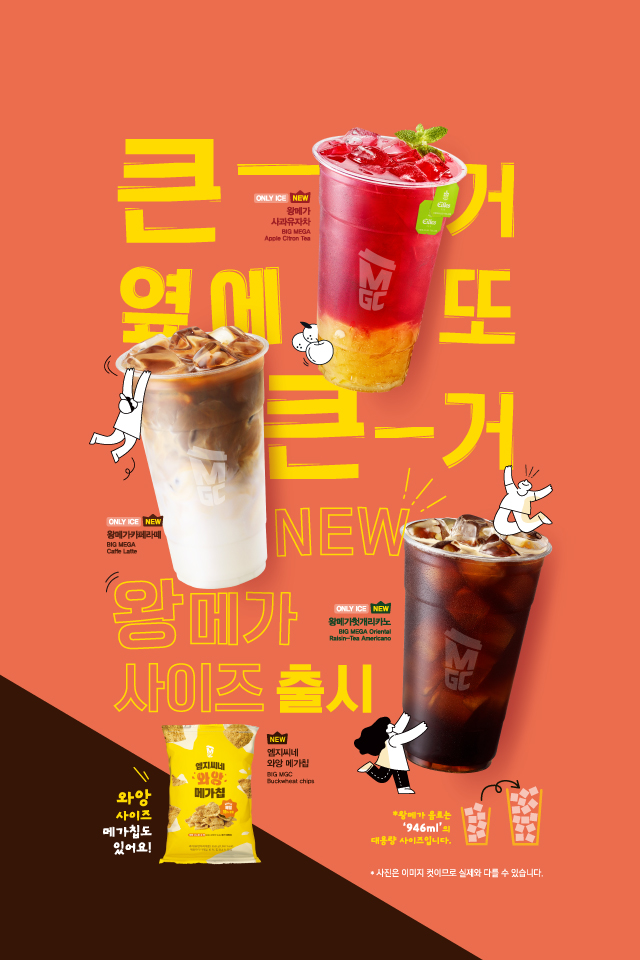 큰ㅡ거
ONLY ICE NEW
왕메가
사과유자차
BIG MEGA
Apple Citron Tea
MGC
옆에 또
큰ㅡ거
MGC
ONLY ICE NEW
왕메가카페라떼
BIG MEGA
Caffe Latte
NEW
왕메가
ONLY ICE NEW
왕메가헛개리카노
BIG MEGA Oriental
Raisin-Tea Americano
MGC
사이즈 출시
NEW
엠지씨네
와앙 메가칩
BIG MGC
Buckwheat chips
엠지씨네
와앙
메가칩
와앙
사이즈
메가칩도
있어요!
*왕메가 음료는
'946ml'의
대용량 사이즈입니다.
* 사진은 이미지 컷이므로 실제와 다를 수 있습니다.